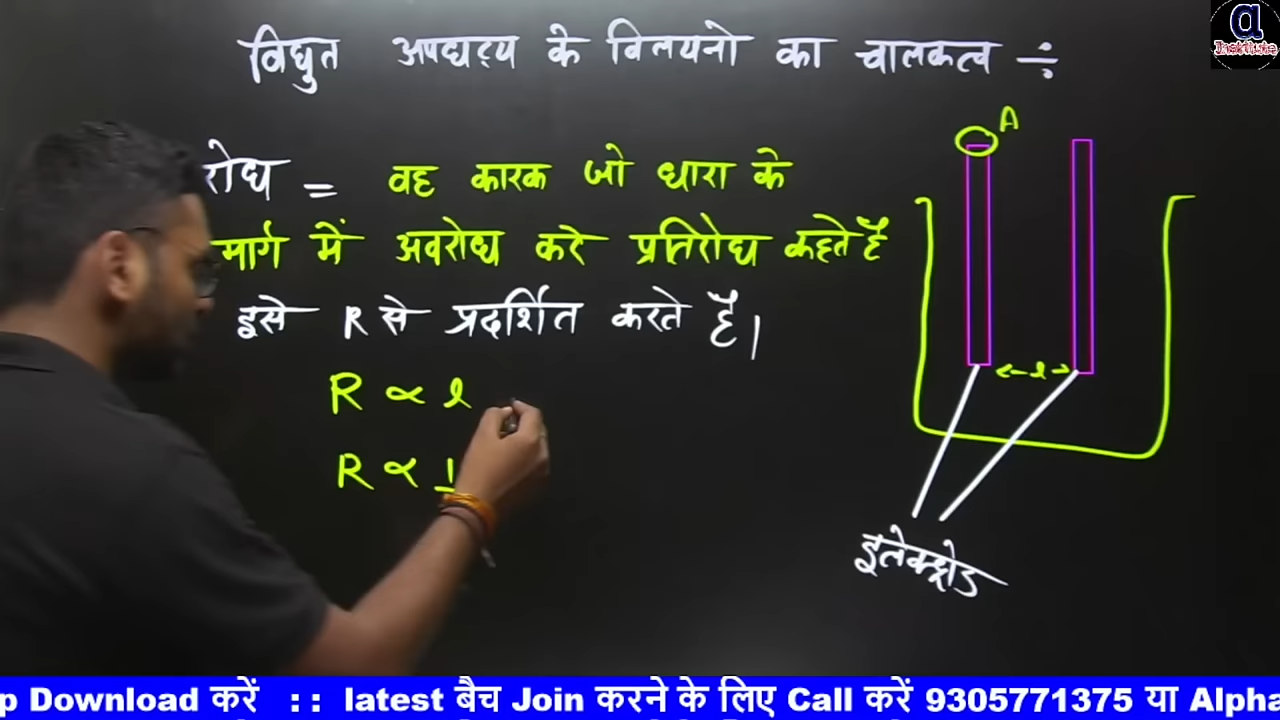 a
Institute
विद्युत अपघट्य के विलयनो का चालकत्व ÷
रोध = वह कारक जो धारा के
मार्ग में अवरोध करे प्रतिरोध कहते है
इसे R से प्रदर्शित करते है।
R ∝ l
R ∝ 1
A
l
इलेक्ट्रोड
p Download करें :: latest बैच Join करने के लिए Call करें 9305771375 या Alpha